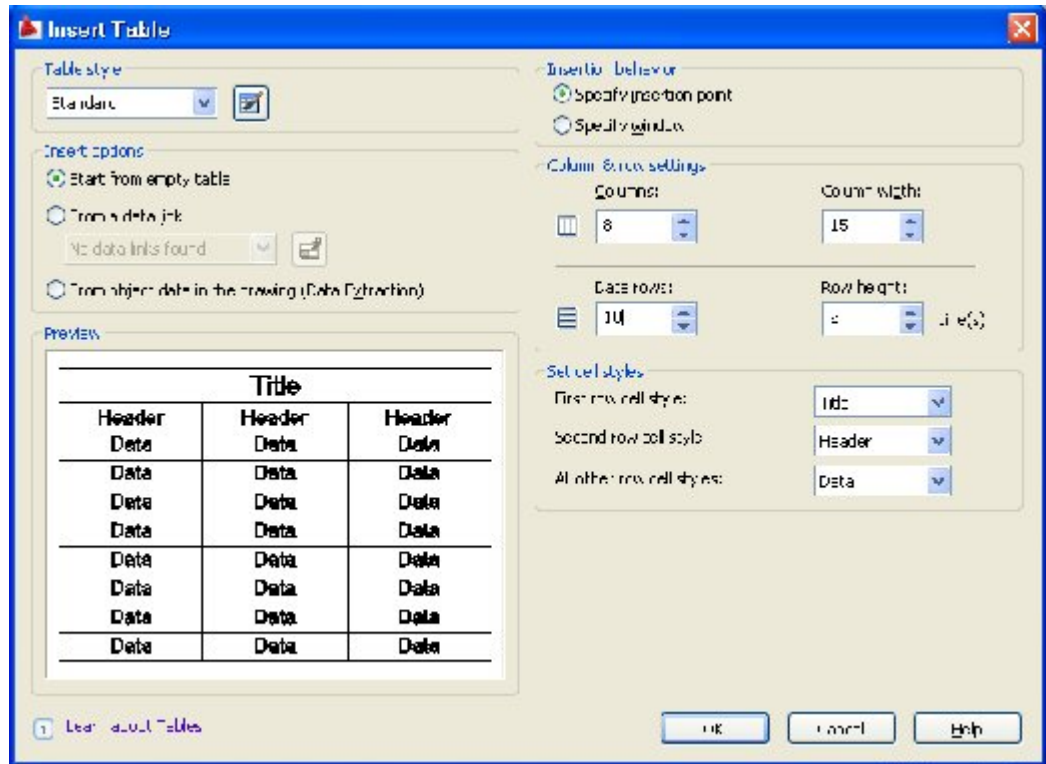 Insert Table
Table style
Standard
Insert options
Start from empty table
From a data link
No data links found
From object data in the drawing (Data Extraction)
Preview
Title
Header Header Header
Data Data Data
Data Data Data
Data Data Data
Data Data Data
Data Data Data
Data Data Data
Data Data Data
Data Data Data
Learn about Tables
Insertion behavior
Specify insertion point
Specify window
Column & row settings
Columns: Column width:
8 15
Data rows: Row height:
10 Line(s)
Set cell styles
First row cell style: Title
Second row cell style Header
All other row cell styles: Data
OK Cancel Help